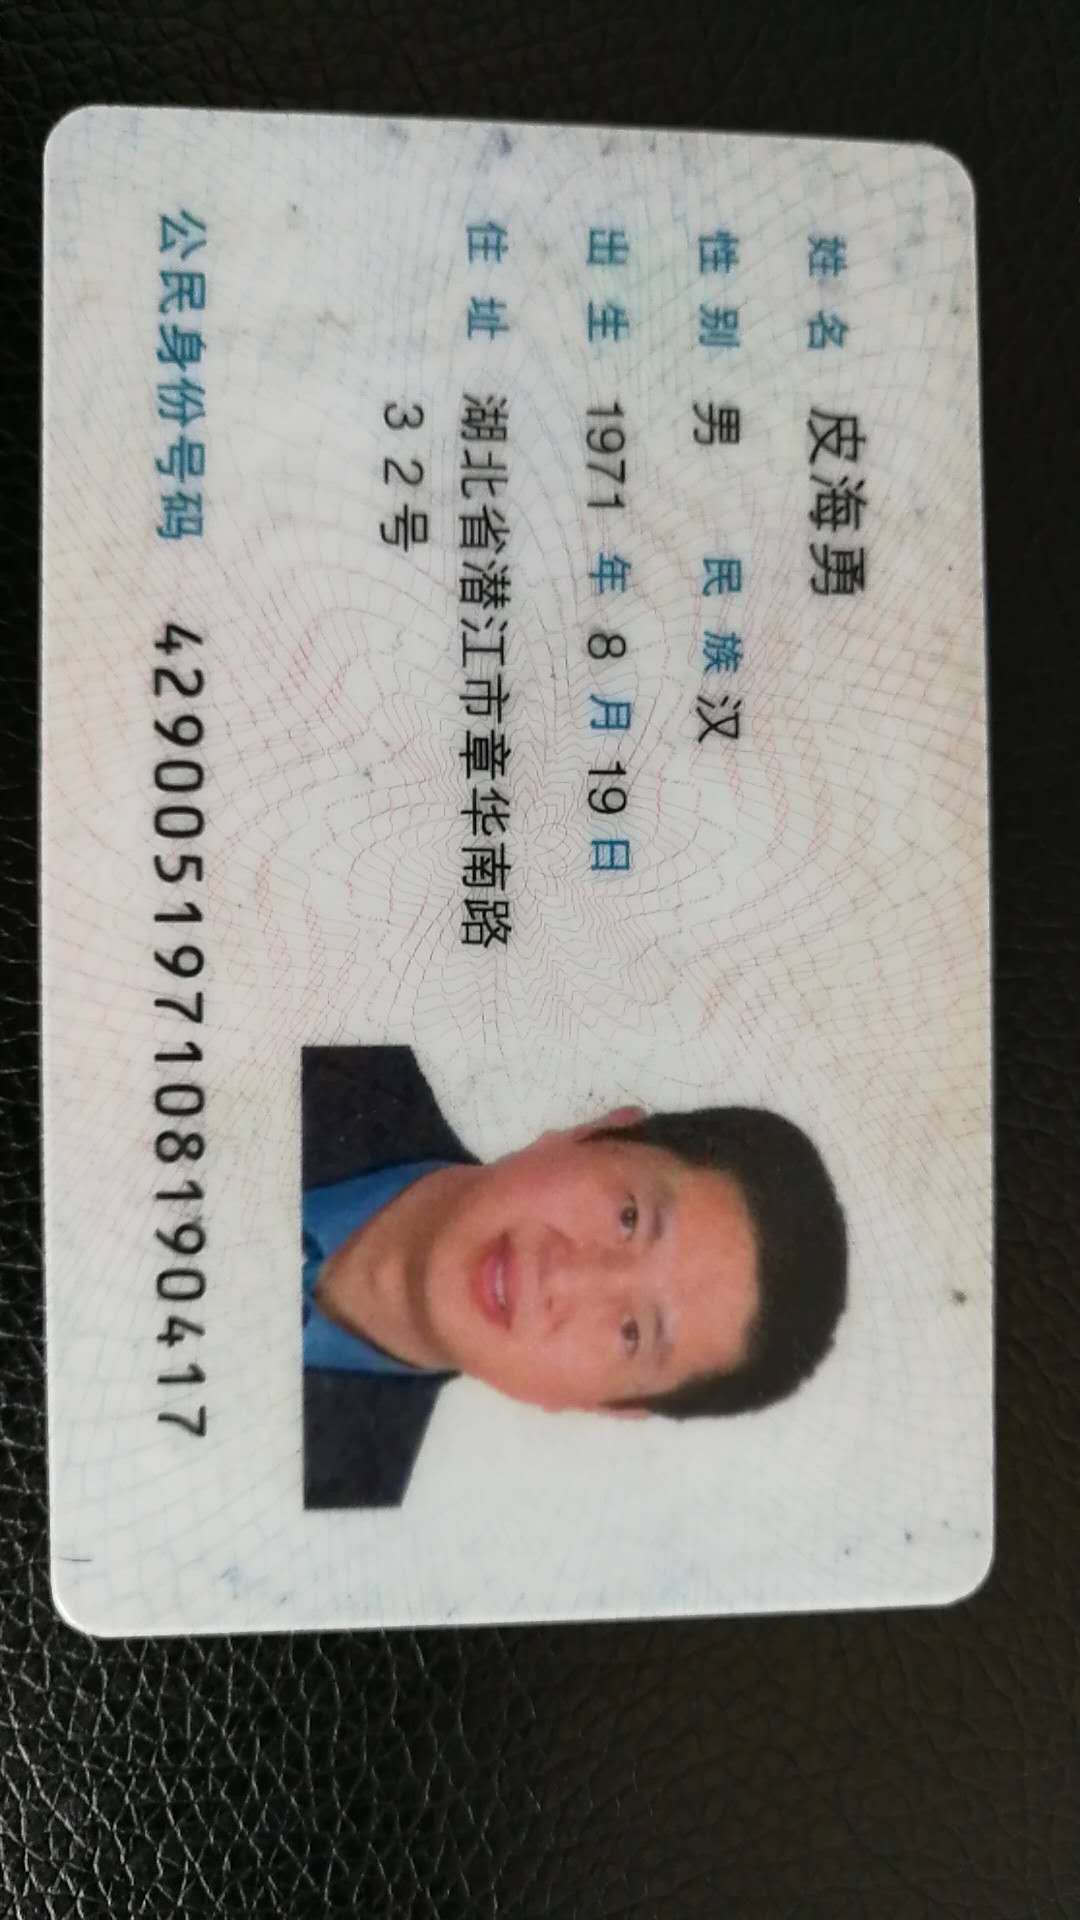 姓名 皮海勇
性别 男 民族 汉
出生 1971 年 8 月 19 日
住址 湖北省潜江市章华南路
32号
公民身份号码 429005197108190417